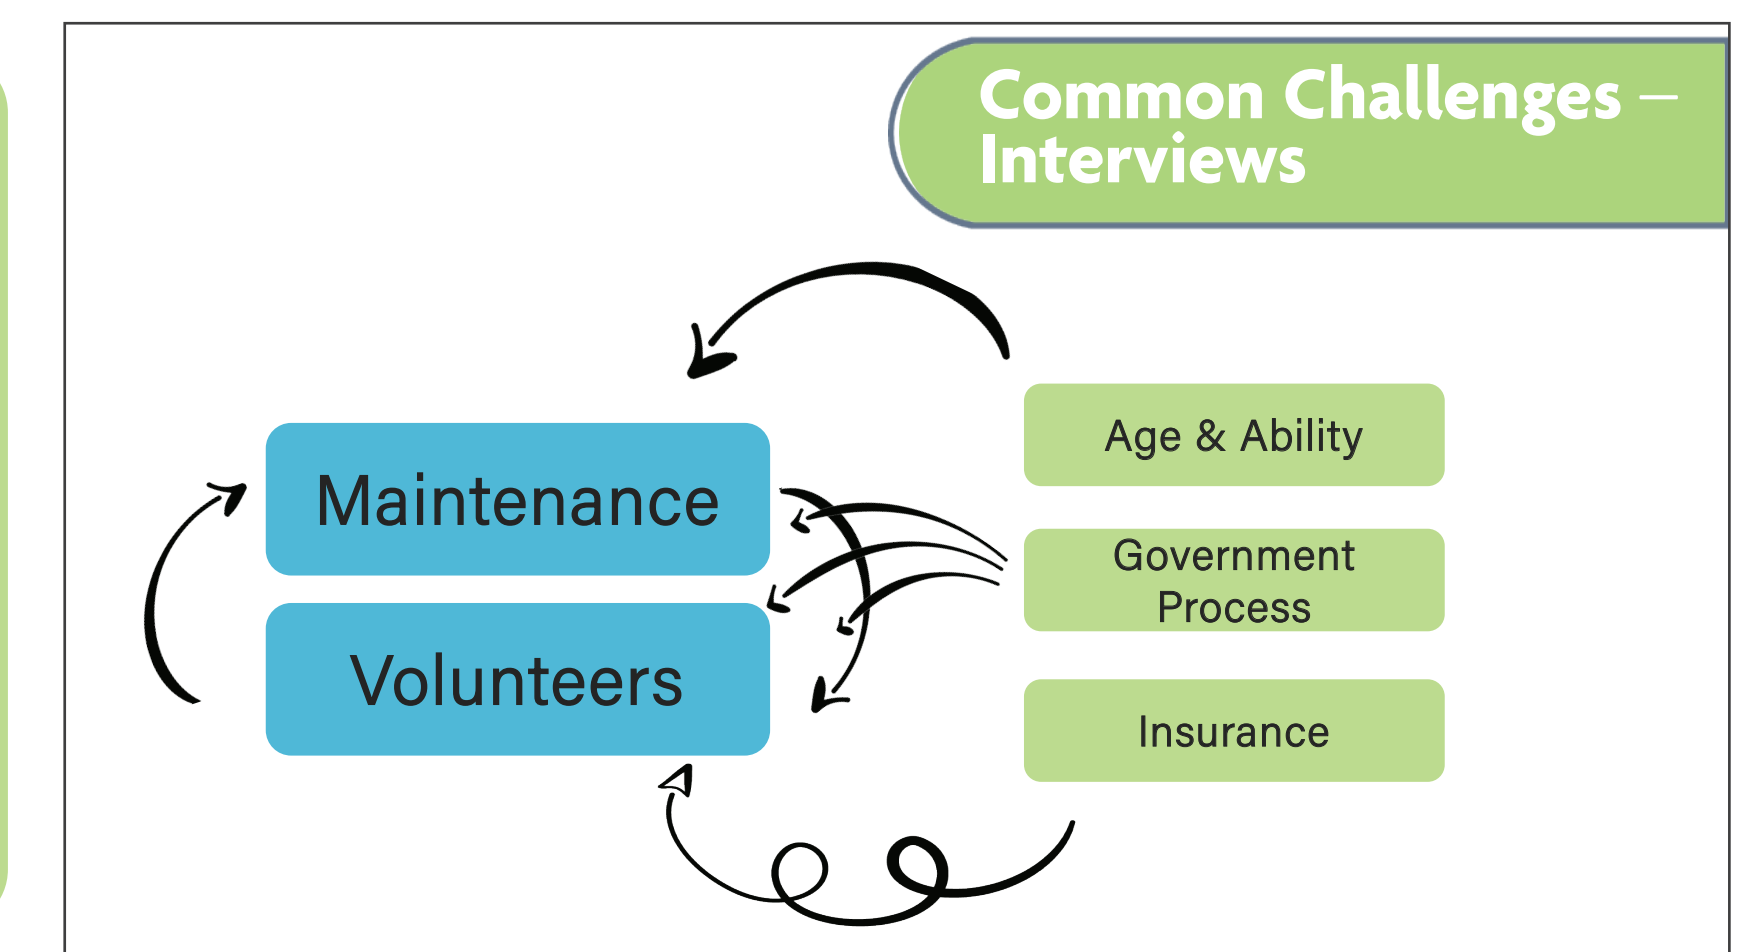 Common Challenges –
Interviews
Age & Ability
Maintenance
Government
Process
Volunteers
Insurance